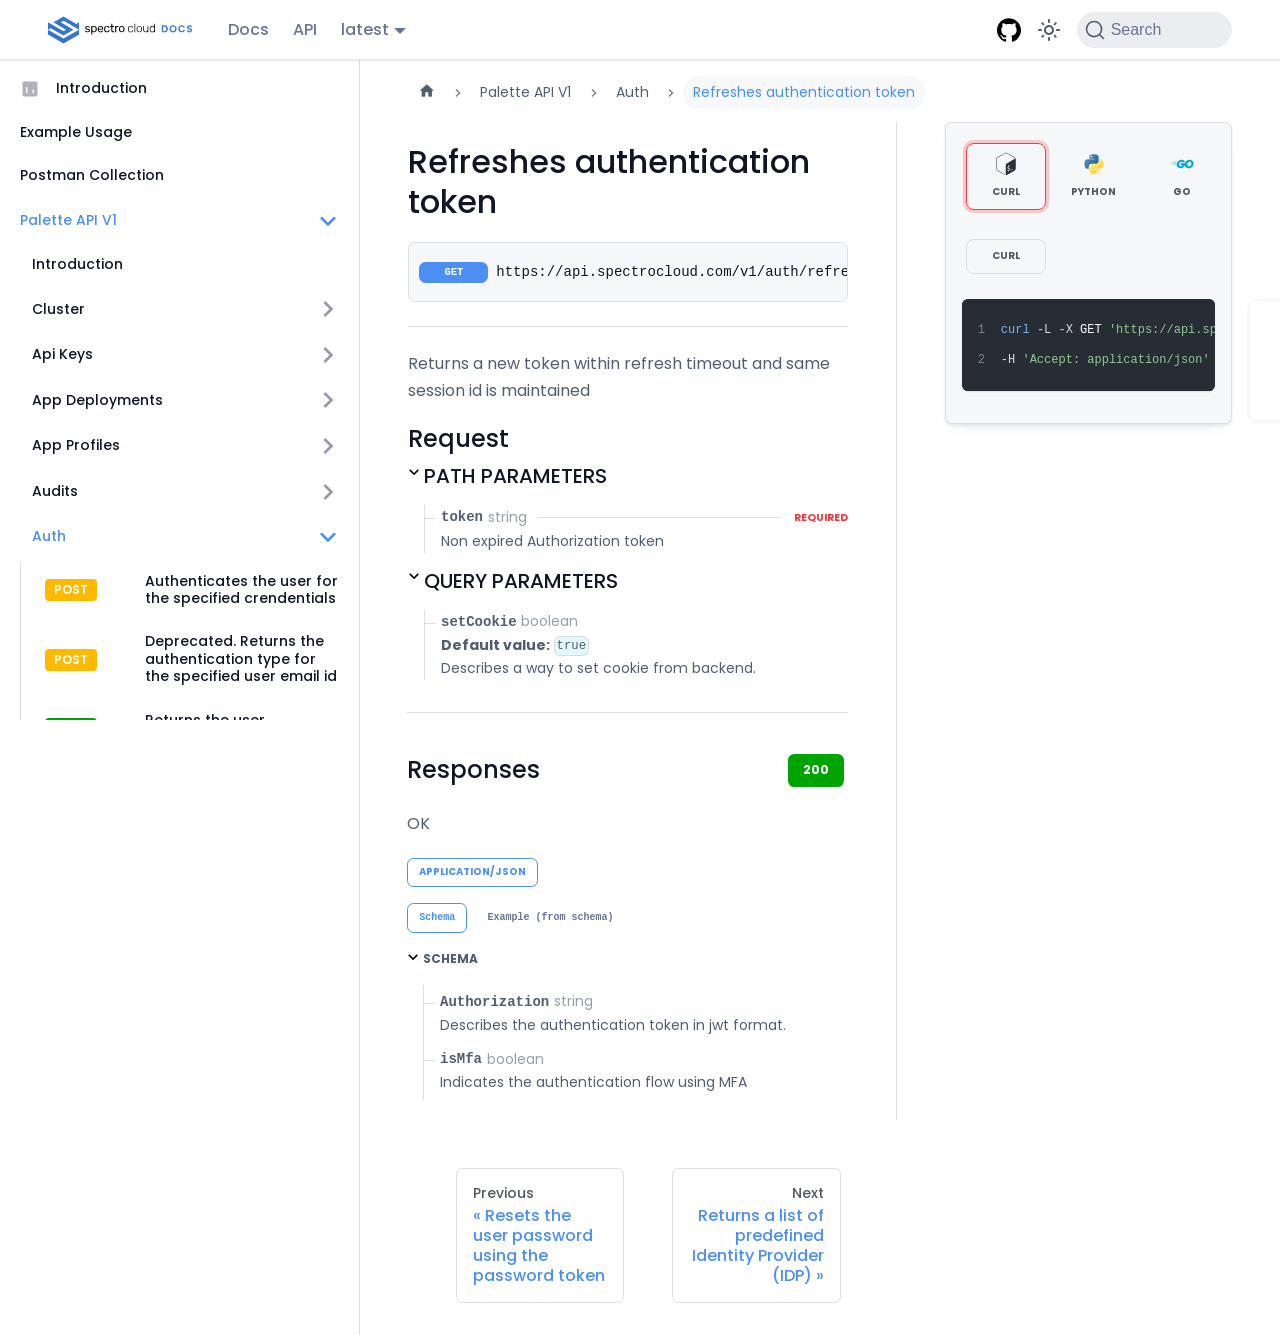 spectro cloud DOCS Docs API latest Search
Introduction
Example Usage
Postman Collection
Palette API V1
Introduction
Cluster
Api Keys
App Deployments
App Profiles
Audits
Auth
POST Authenticates the user for
the specified crendentials
POST Deprecated. Returns the
authentication type for
the specified user email id
Returns the user
Palette API V1 Auth Refreshes authentication token
Refreshes authentication
token
GET https://api.spectrocloud.com/v1/auth/refre
Returns a new token within refresh timeout and same
session id is maintained
Request
PATH PARAMETERS
token string REQUIRED
Non expired Authorization token
QUERY PARAMETERS
setCookie boolean
Default value: true
Describes a way to set cookie from backend.
Responses 200
OK
APPLICATION/JSON
Schema Example (from schema)
SCHEMA
Authorization string
Describes the authentication token in jwt format.
isMfa boolean
Indicates the authentication flow using MFA
CURL PYTHON GO
CURL
1 curl -L -X GET 'https://api.sp
2 -H 'Accept: application/json'
Previous
« Resets the
user password
using the
password token
Next
Returns a list of
predefined
Identity Provider
(IDP) »